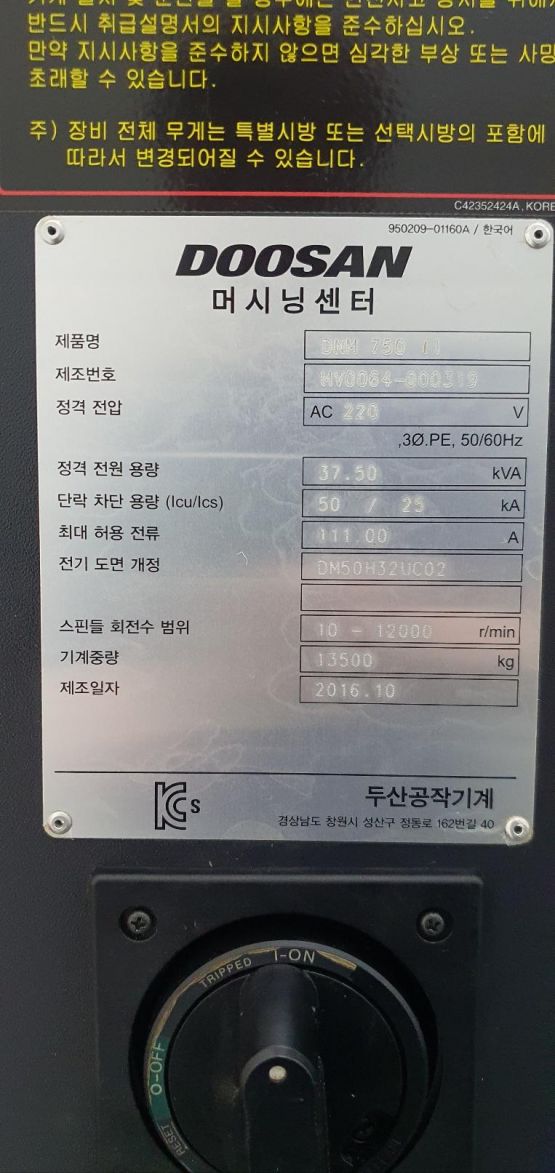 반드시 취급설명서의 지시사항을 준수하십시오.
만약 지시사항을 준수하지 않으면 심각한 부상 또는 사망
초래할 수 있습니다.
주) 장비 전체 무게는 특별시방 또는 선택시방의 포함에
따라서 변경되어질 수 있습니다.
C42352424A, KORE
950209-01160A / 한국어
DOOSAN
머시닝센터
제품명 DNM 750 II
제조번호 MV0064-000319
정격 전압 AC 220 V
,3Ø.PE, 50/60Hz
정격 전원 용량 37.50 kVA
단락 차단 용량 (Icu/Ics) 50 / 25 kA
최대 허용 전류 111.00 A
전기 도면 개정 DM50H32UC02
스핀들 회전수 범위 10 - 12000 r/min
기계중량 13500 kg
제조일자 2016.10
KCs
두산공작기계
경상남도 창원시 성산구 정동로 162번길 40
TRIPPED I-ON
O-OFF
RESET